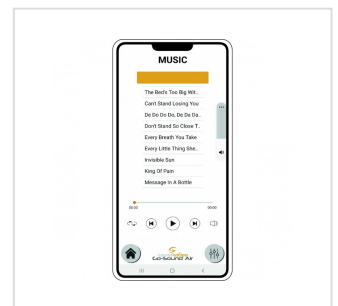 MUSIC
The Bed's Too Big Wit..
Can't Stand Losing You
De Do Do Do, De Da Da..
Don't Stand So Close T..
Every Breath You Take
Every Little Thing She..
Invisible Sun
King Of Pain
Message In A Bottle
00:00 00:00
Go-Sound Air